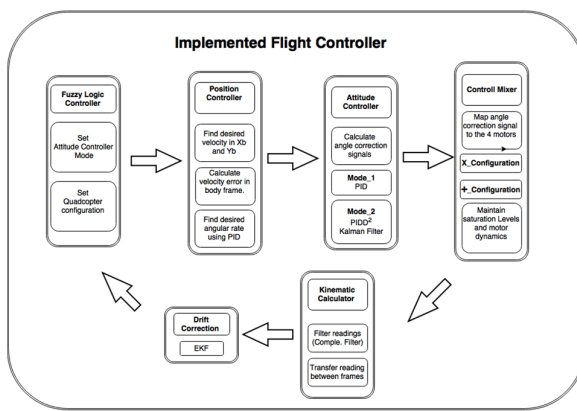 Implemented Flight Controller
Fuzzy Logic
Controller
Set
Attitude Controller
Mode
Set
Quadcopter
configuration
Position
Controller
Find desired
velocity in Xb
and Yb
Calculate
velocity error in
body frame.
Find desired
angular rate
using PID
Attitude
Controller
Calculate
angle correction
signals
Mode_1
PID
Mode_2
PIDD²
Kalman Filter
Controll Mixer
Map angle
correction signal
to the 4 motors
X_Configuration
+_Configuration
Maintain
saturation Levels
and motor
dynamics
Kinematic
Calculator
Filter readings
(Comple. Filter)
Transfer reading
between frames
Drift
Correction
EKF